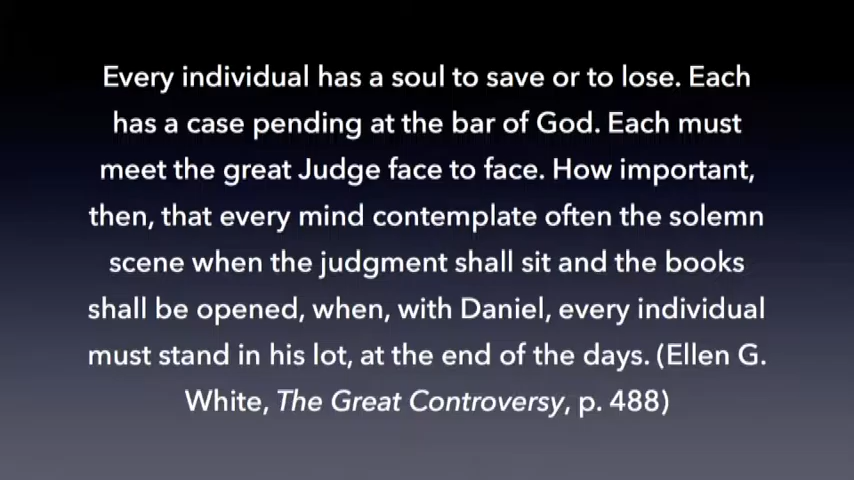 Every individual has a soul to save or to lose. Each
has a case pending at the bar of God. Each must
meet the great Judge face to face. How important,
then, that every mind contemplate often the solemn
scene when the judgment shall sit and the books
shall be opened, when, with Daniel, every individual
must stand in his lot, at the end of the days. (Ellen G.
White, The Great Controversy, p. 488)